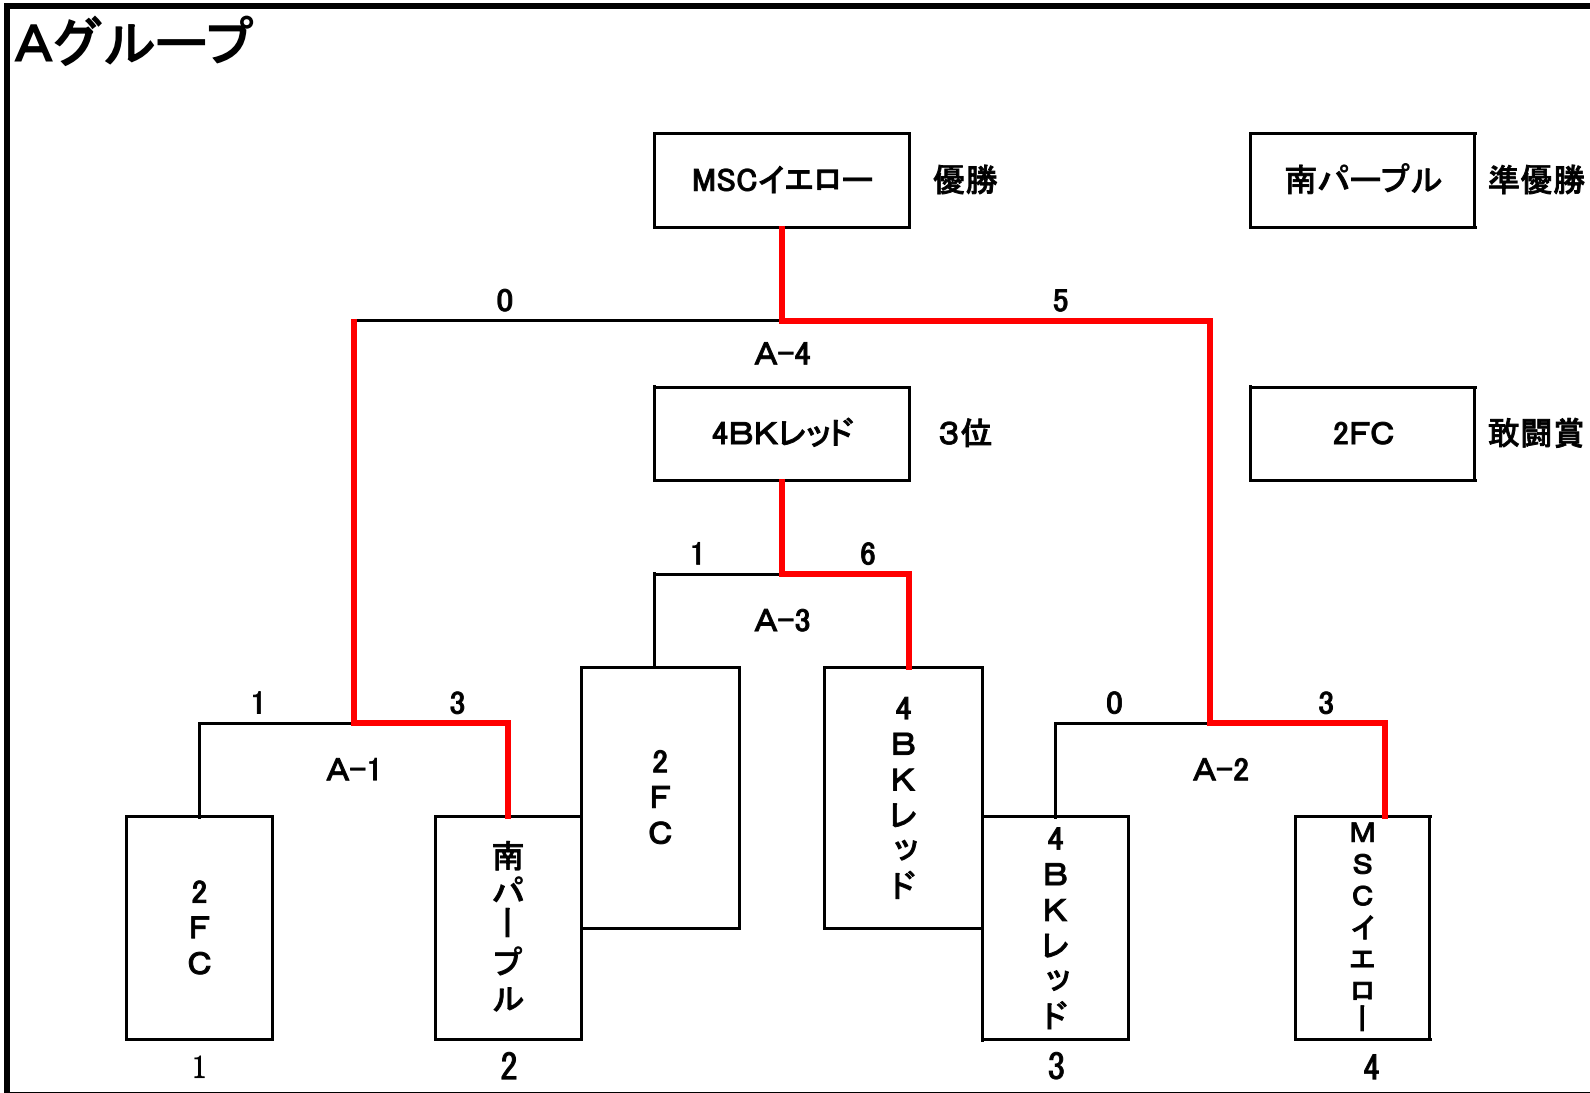 Aグループ
MSCイエロー 優勝 南パープル 準優勝
0 5
A-4
4BKレッド 3位 2FC 敢闘賞
1 6
A-3
1 3 0 3
A-1 A-2
2FC
南パープル
2FC
4BKレッド
4BKレッド
MSCイエロー
1 2 3 4